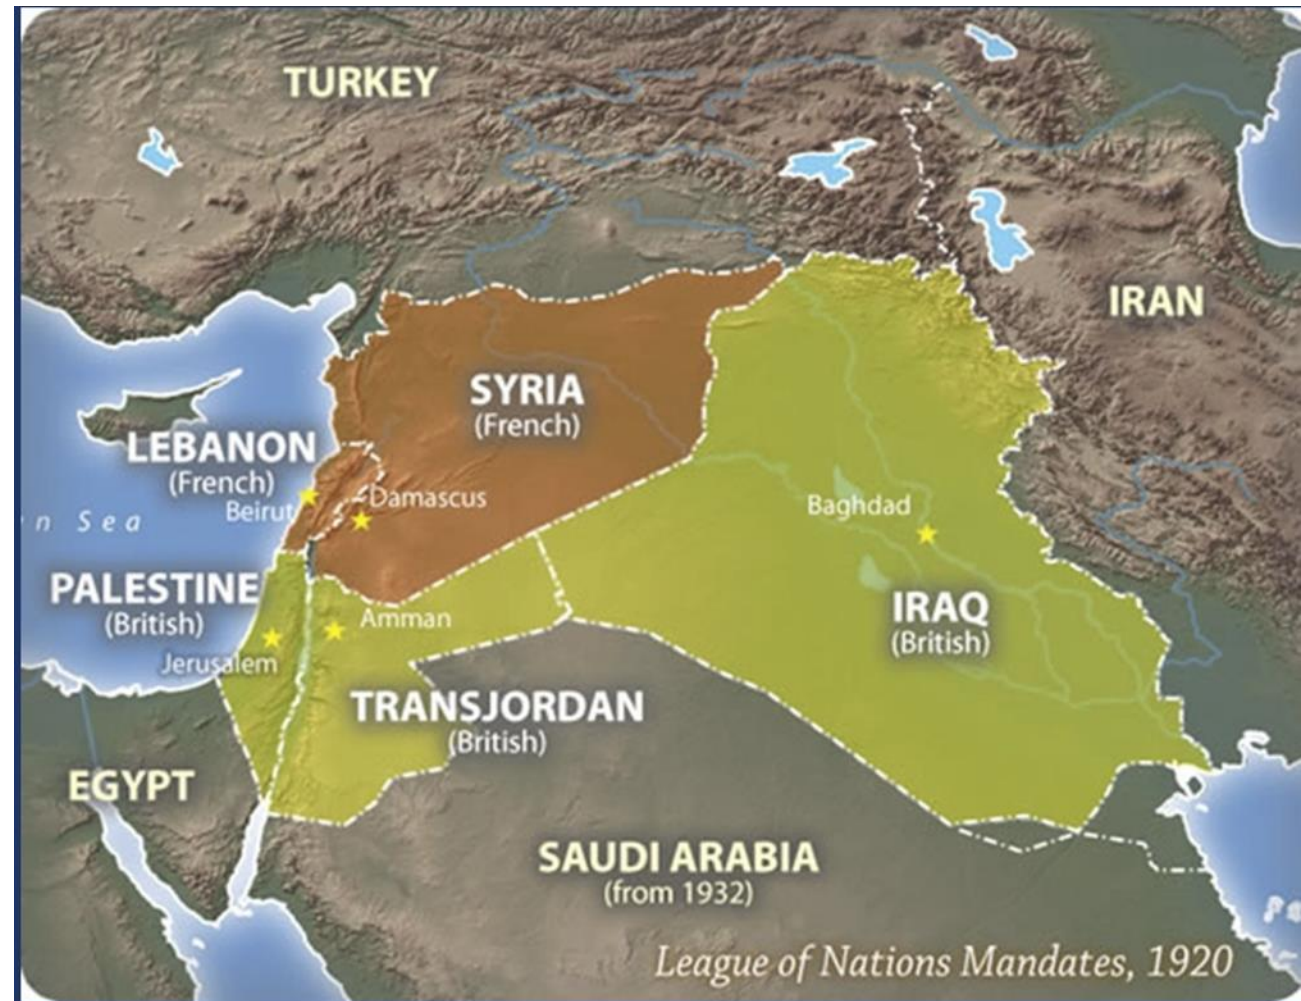 TURKEY
IRAN
SYRIA
(French)
LEBANON
(French)
Beirut
Damascus
n Sea
Baghdad
PALESTINE
(British)
Amman
IRAQ
(British)
Jerusalem
TRANSJORDAN
(British)
EGYPT
SAUDI ARABIA
(from 1932)
League of Nations Mandates, 1920